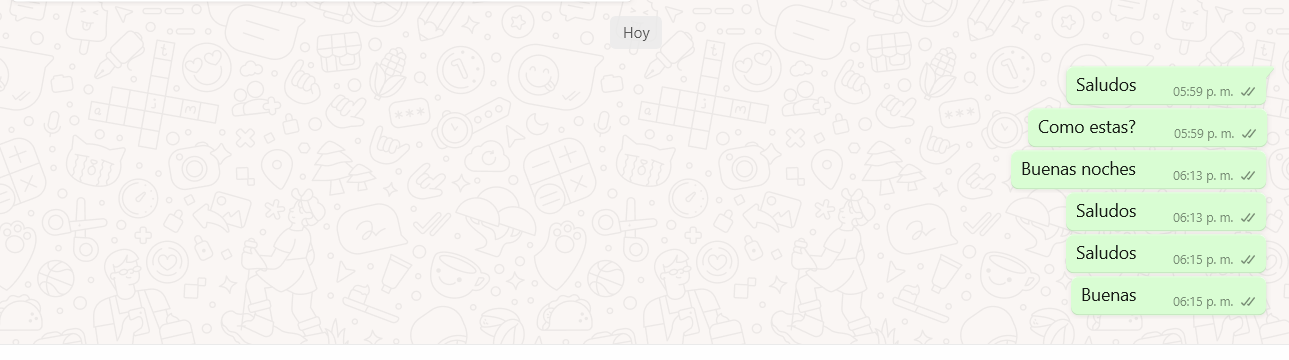 Hoy
Saludos 05:59 p. m.
Como estas? 05:59 p. m.
Buenas noches 06:13 p. m.
Saludos 06:13 p. m.
Saludos 06:15 p. m.
Buenas 06:15 p. m.